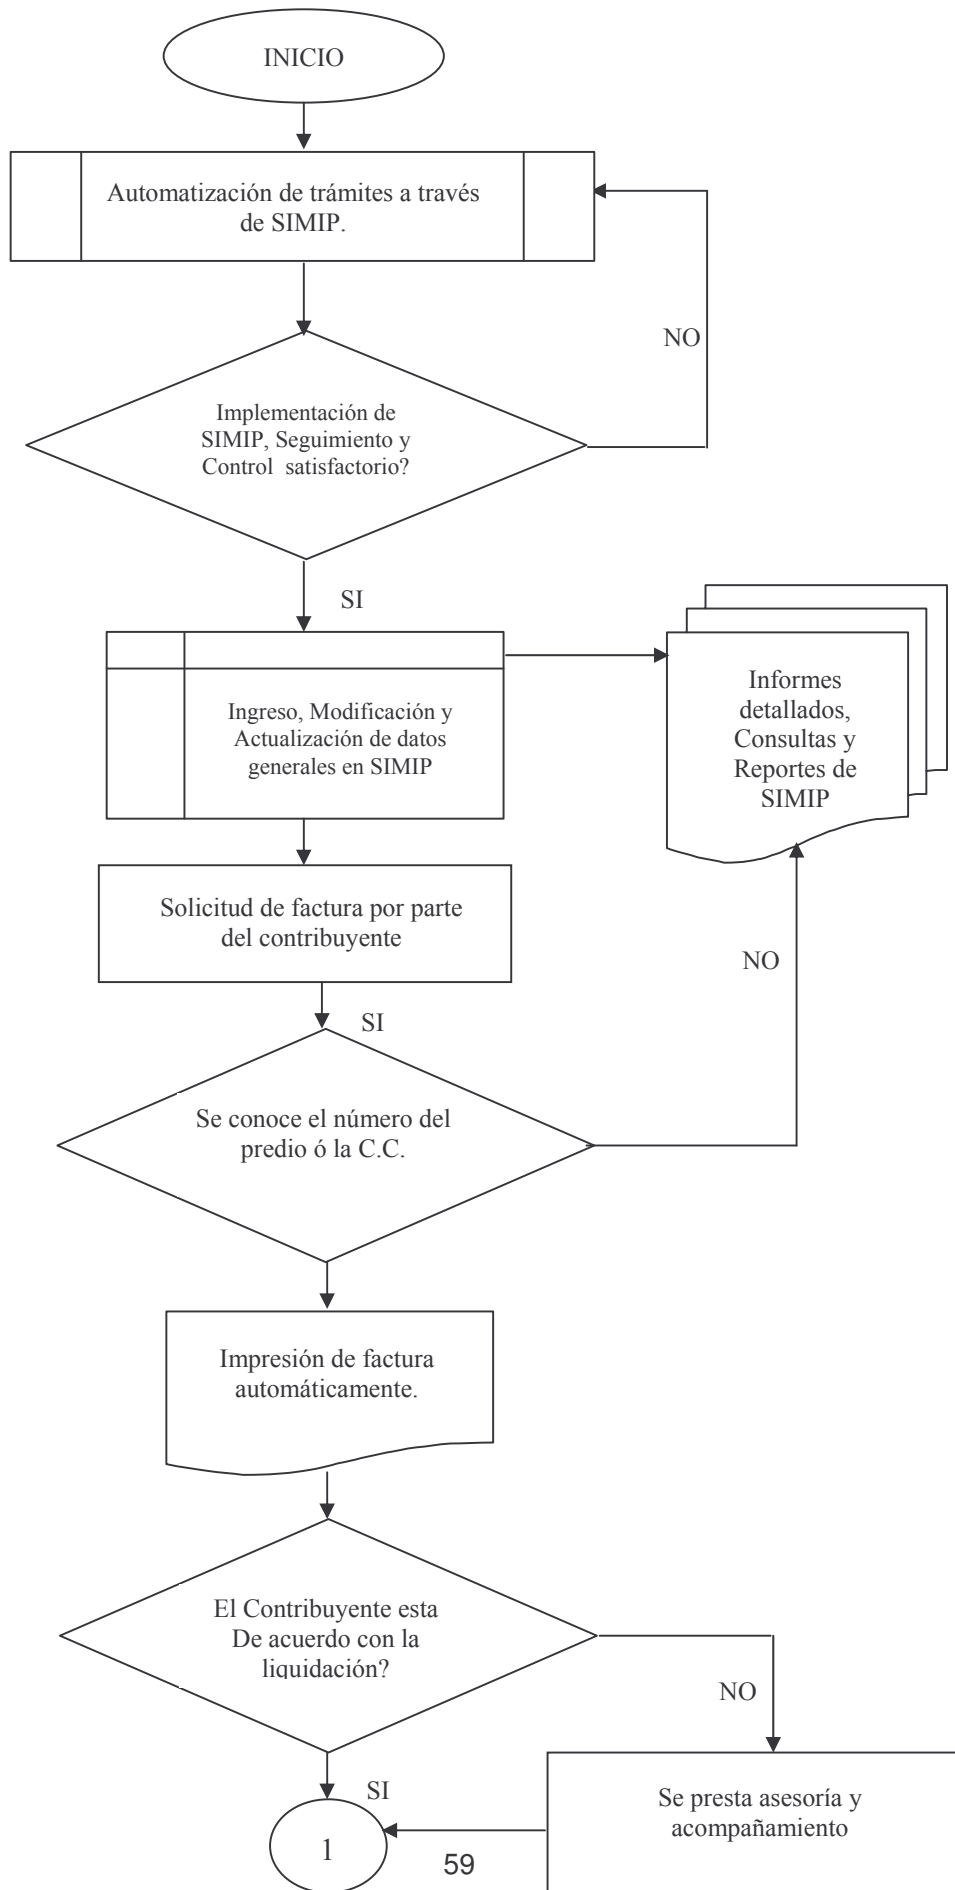 INICIO
Automatización de trámites a través
de SIMIP.
NO
Implementación de
SIMIP, Seguimiento y
Control  satisfactorio?
SI
Ingreso, Modificación y
Actualización de datos
generales en SIMIP
Informes
detallados,
Consultas y
Reportes de
SIMIP
Solicitud de factura por parte
del contribuyente
NO
SI
Se conoce el número del
predio ó la C.C.
Impresión de factura
automáticamente.
El Contribuyente esta
De acuerdo con la
liquidación?
NO
SI
Se presta asesoría y
acompañamiento
1
59